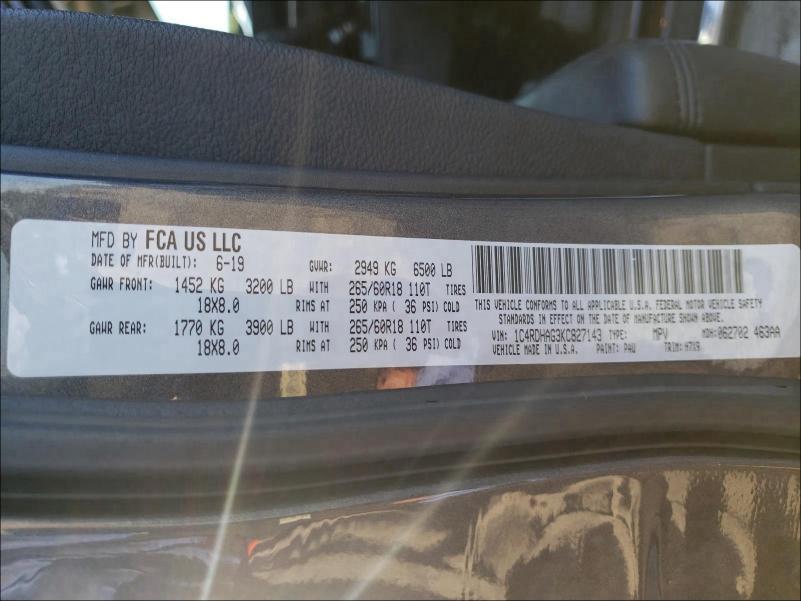 MFD BY FCA US LLC
DATE OF MFR(BUILT): 6-19 GVWR: 2949 KG 6500 LB
GAWR FRONT: 1452 KG 3200 LB WITH 265/60R18 110T TIRES
18X8.0 RIMS AT 250 KPA ( 36 PSI) COLD
GAWR REAR: 1770 KG 3900 LB WITH 265/60R18 110T TIRES
18X8.0 RIMS AT 250 KPA ( 36 PSI) COLD
THIS VEHICLE CONFORMS TO ALL APPLICABLE U.S.A. FEDERAL MOTOR VEHICLE SAFETY
STANDARDS IN EFFECT ON THE DATE OF MANUFACTURE SHOWN ABOVE.
VIN: 1C4RDHAG3KC827143 TYPE: MPV MDH: 062702 463AA
VEHICLE MADE IN U.S.A. PAINT: PAU TRIM: H7X9